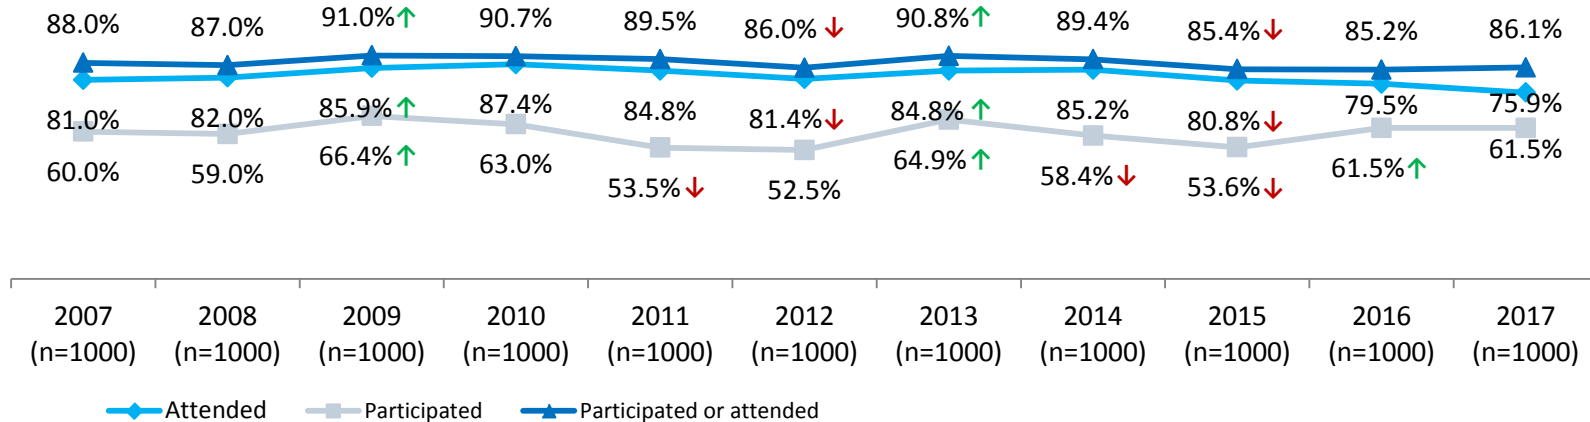 88.0% 87.0% 91.0%↑ 90.7% 89.5% 86.0%↓ 90.8%↑ 89.4% 85.4%↓ 85.2% 86.1%
81.0% 82.0% 85.9%↑ 87.4% 84.8% 81.4%↓ 84.8%↑ 85.2% 80.8%↓ 79.5% 75.9%
60.0% 59.0% 66.4%↑ 63.0% 53.5%↓ 52.5% 64.9%↑ 58.4%↓ 53.6%↓ 61.5%↑ 61.5%
2007 2008 2009 2010 2011 2012 2013 2014 2015 2016 2017
(n=1000) (n=1000) (n=1000) (n=1000) (n=1000) (n=1000) (n=1000) (n=1000) (n=1000) (n=1000) (n=1000)
Attended Participated Participated or attended